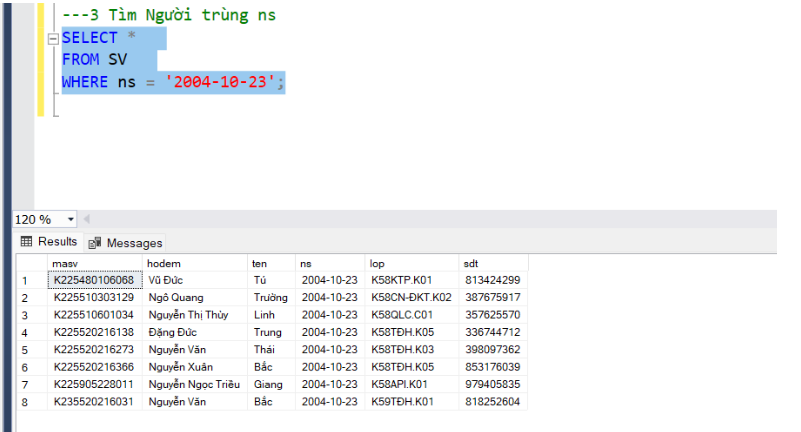 ---3 Tìm Người trùng ns
SELECT *
FROM SV
WHERE ns = '2004-10-23';
120 %
Results Messages
masv hodem ten ns lop sdt
1 K225480106068 Vũ Đức Tú 2004-10-23 K58KTP.K01 813424299
2 K225510303129 Ngô Quang Trường 2004-10-23 K58CN-ĐKT.K02 387675917
3 K225510601034 Nguyễn Thị Thùy Linh 2004-10-23 K58QLC.C01 357625570
4 K225520216138 Đặng Đức Trung 2004-10-23 K58TĐH.K05 336744712
5 K225520216273 Nguyễn Văn Thái 2004-10-23 K58TĐH.K03 398097362
6 K225520216366 Nguyễn Xuân Bắc 2004-10-23 K58TĐH.K05 853176039
7 K225905228011 Nguyễn Ngọc Triều Giang 2004-10-23 K58API.K01 979405835
8 K235520216031 Nguyễn Văn Bắc 2004-10-23 K59TĐH.K01 818252604